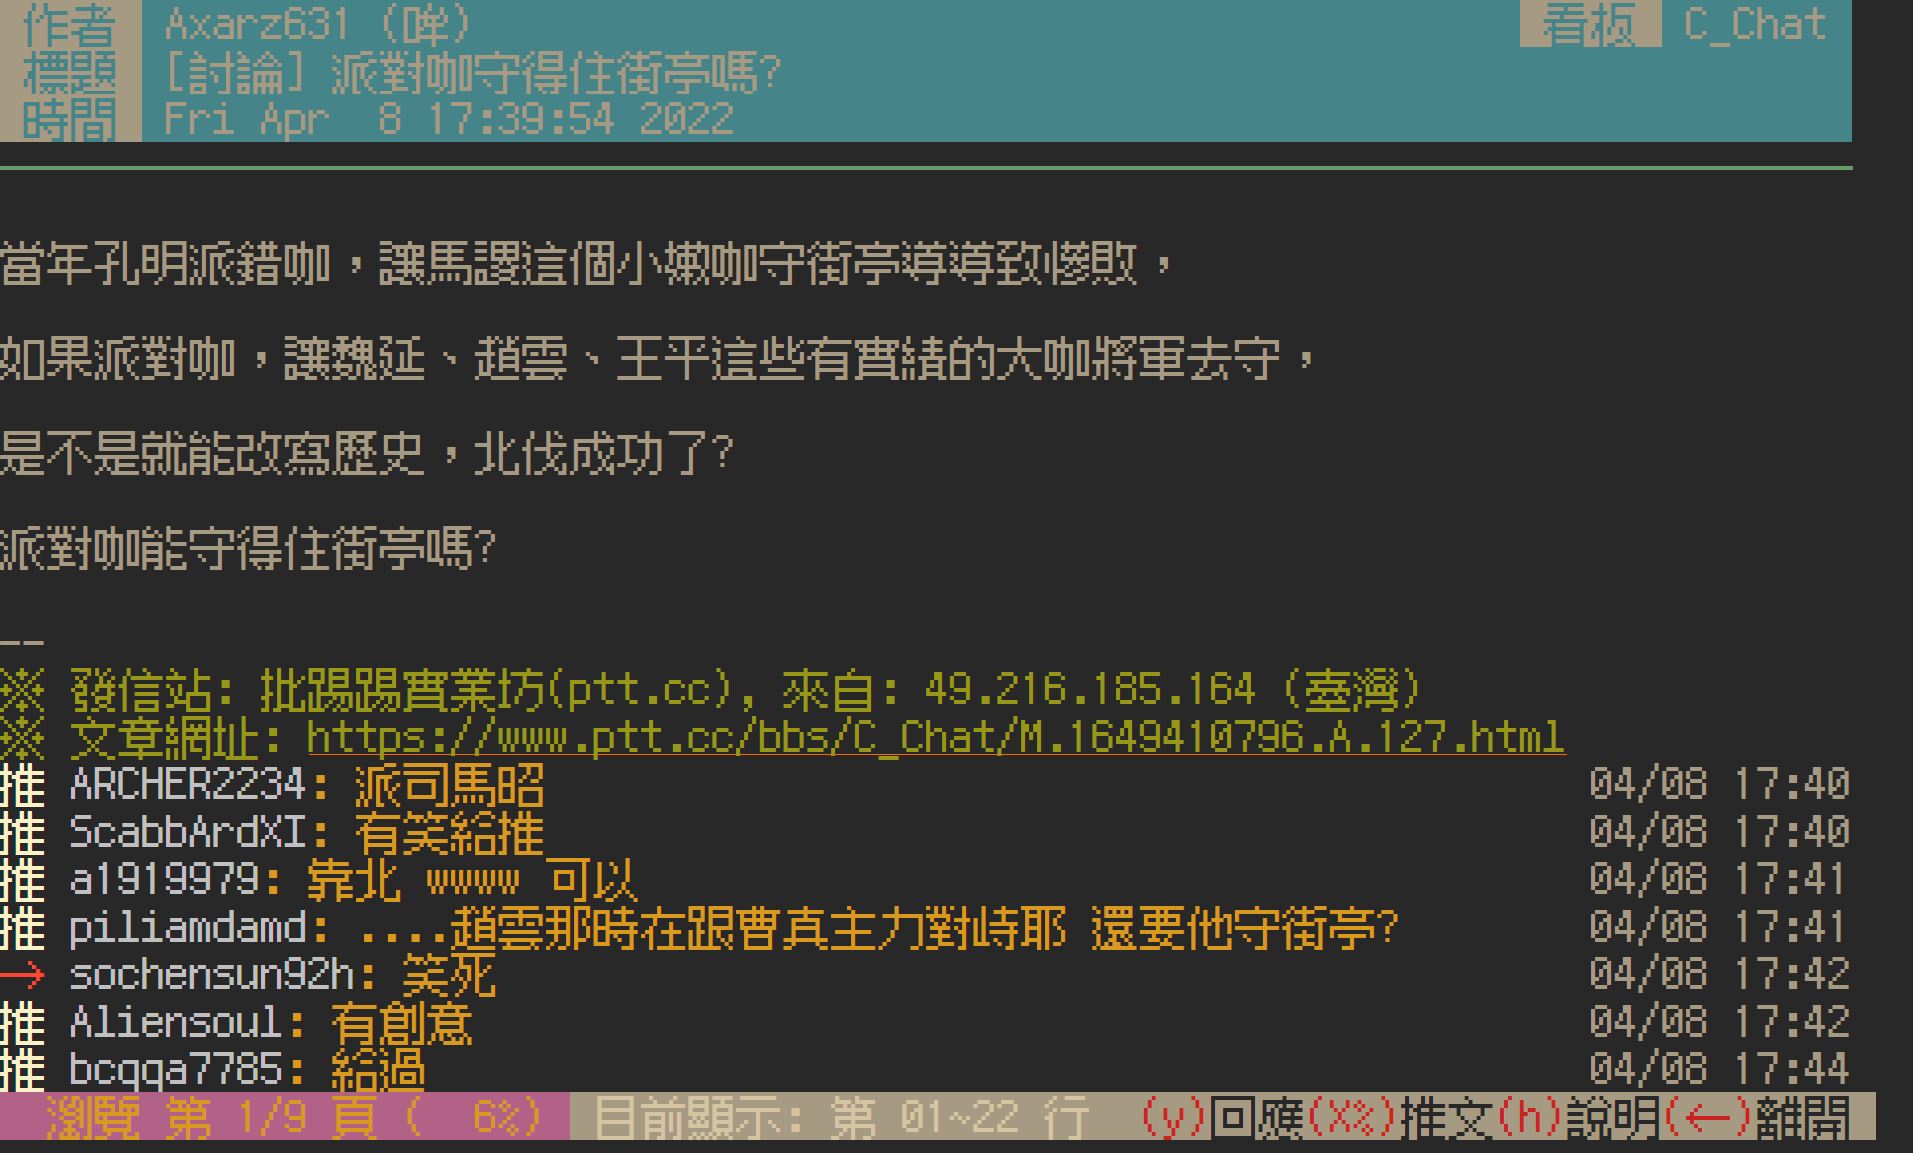 作者 Axarz631 (哞) 看板 C_Chat
標題 [討論] 派對咖守得住街亭嗎?
時間 Fri Apr  8 17:39:54 2022
當年孔明派錯咖，讓馬謖這個小嫩咖守街亭導導致慘敗，
如果派對咖，讓魏延、趙雲、王平這些有實績的大咖將軍去守，
是不是就能改寫歷史，北伐成功了?
派對咖能守得住街亭嗎?
--
※ 發信站: 批踢踢實業坊(ptt.cc), 來自: 49.216.185.164 (臺灣)
※ 文章網址: https://www.ptt.cc/bbs/C_Chat/M.1649410796.A.127.html
推 ARCHER2234: 派司馬昭 04/08 17:40
推 ScabbArdXI: 有笑給推 04/08 17:40
推 a1919979: 靠北 wwww 可以 04/08 17:41
推 piliamdamd: ....趙雲那時在跟曹真主力對峙耶 還要他守街亭? 04/08 17:41
→ sochensun92h: 笑死 04/08 17:42
推 Aliensoul: 有創意 04/08 17:42
推 bcqqa7785: 給過 04/08 17:44
瀏覽 第 1/9 頁 (  6%) 目前顯示: 第 01~22 行 (y)回應(X%)推文(h)說明(←)離開